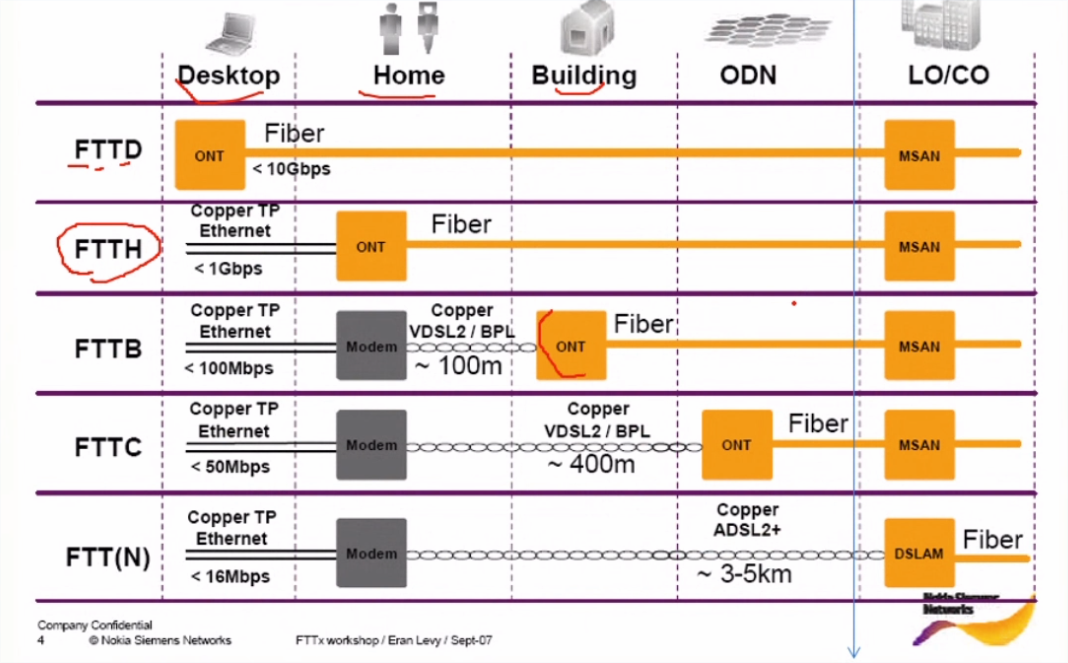 Desktop Home Building ODN LO/CO
FTTD
ONT
Fiber
< 10Gbps
MSAN
FTTH
Copper TP
Ethernet
< 1Gbps
ONT
Fiber
MSAN
FTTB
Copper TP
Ethernet
< 100Mbps
Modem
Copper
VDSL2 / BPL
~ 100m
ONT
Fiber
MSAN
FTTC
Copper TP
Ethernet
< 50Mbps
Modem
Copper
VDSL2 / BPL
~ 400m
ONT
Fiber
MSAN
FTT(N)
Copper TP
Ethernet
< 16Mbps
Modem
Copper
ADSL2+
~ 3-5km
DSLAM
Fiber
Nokia Siemens
Networks
Company Confidential
4 © Nokia Siemens Networks FTTx workshop / Eran Levy / Sept-07